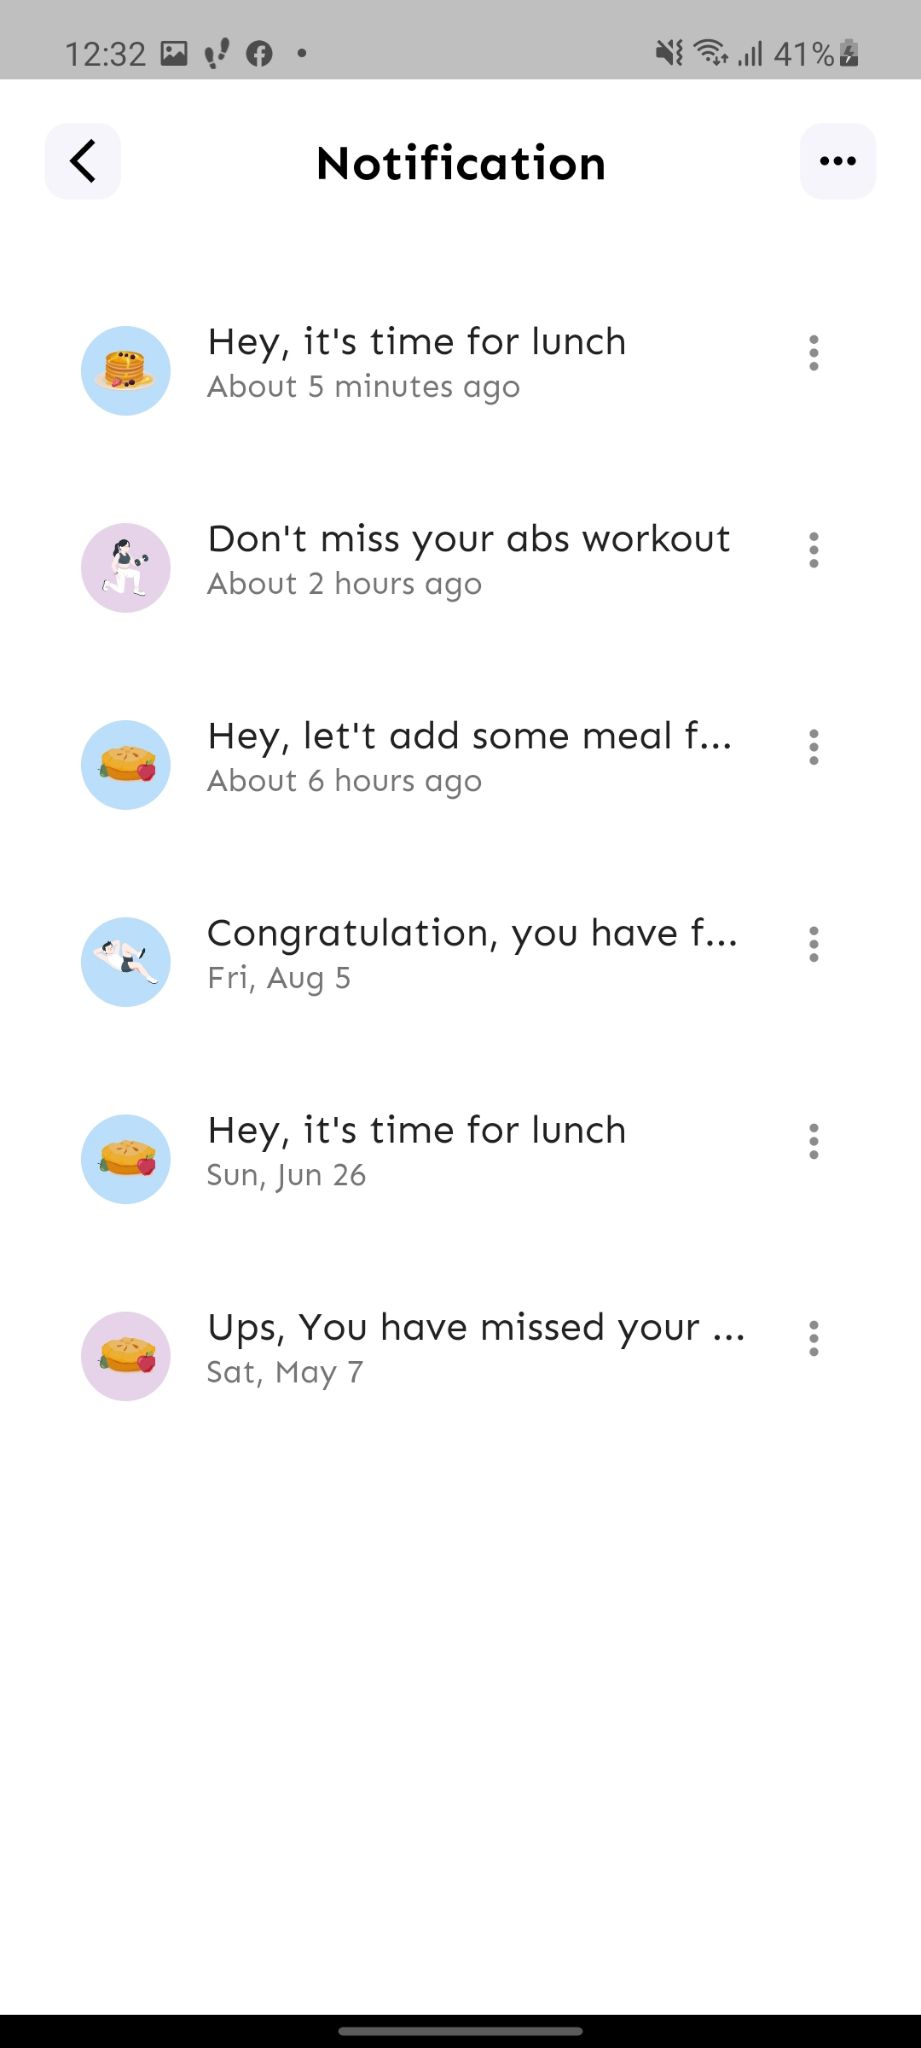 12:32
41%
Notification
Hey, it's time for lunch
About 5 minutes ago
Don't miss your abs workout
About 2 hours ago
Hey, let't add some meal f...
About 6 hours ago
Congratulation, you have f...
Fri, Aug 5
Hey, it's time for lunch
Sun, Jun 26
Ups, You have missed your ...
Sat, May 7